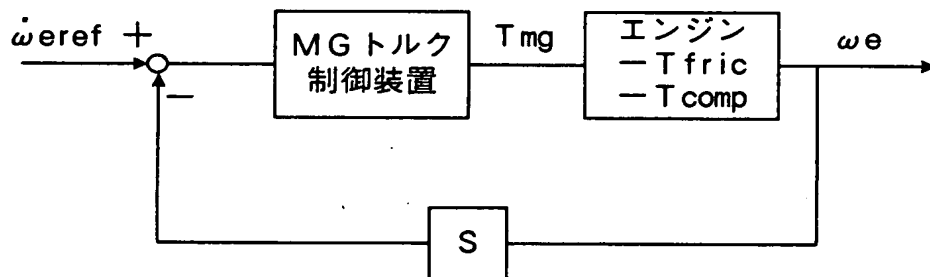 ω̇eref +
−
MGトルク
制御装置
Tmg
エンジン
−Tfric
−Tcomp
ωe
S